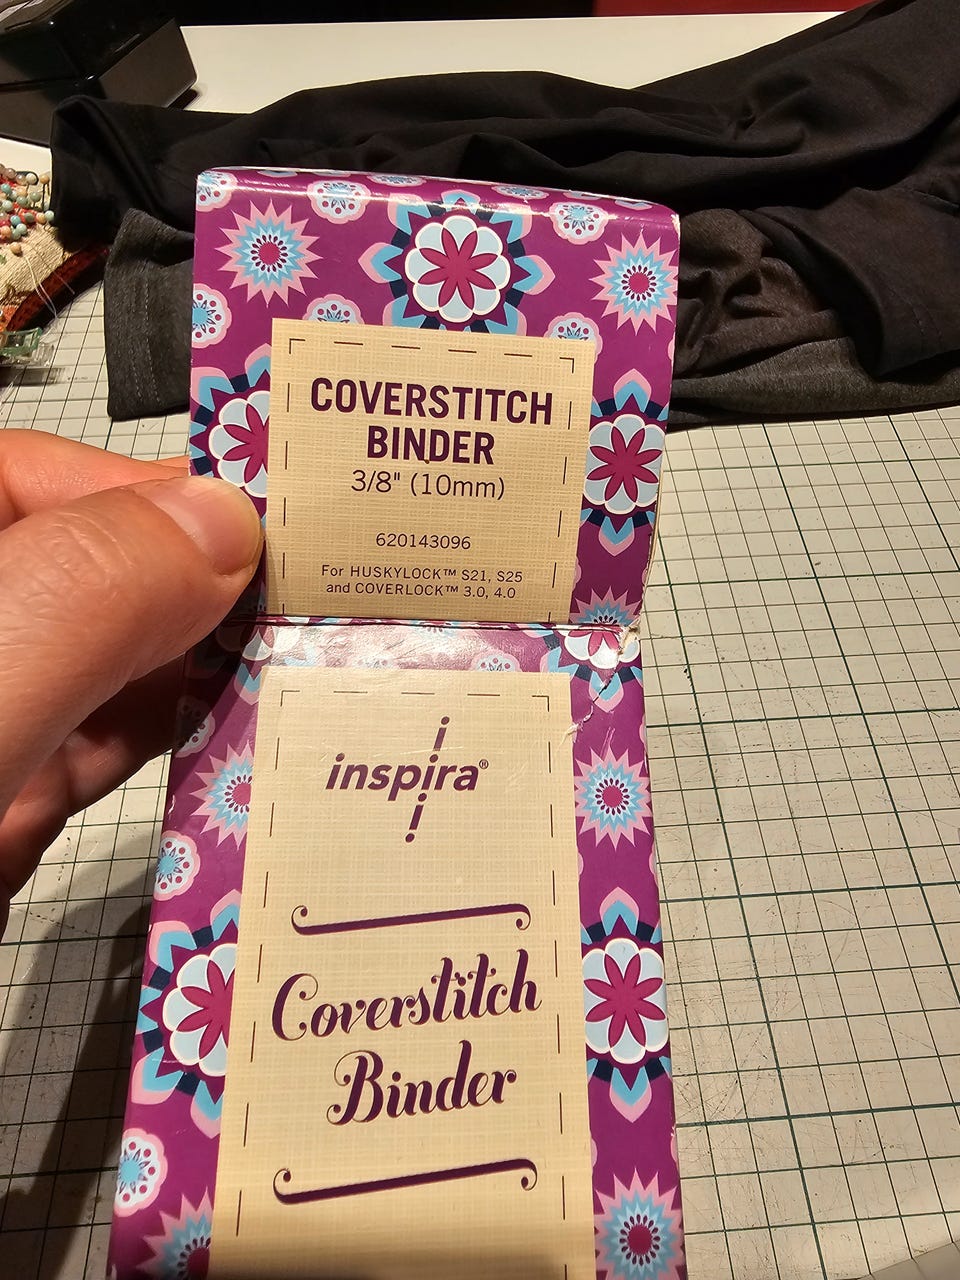 COVERSTITCH
BINDER
3/8" (10mm)
620143096
For HUSKYLOCK™ S21, S25
and COVERLOCK™ 3.0, 4.0
inspira®
Coverstitch
Binder